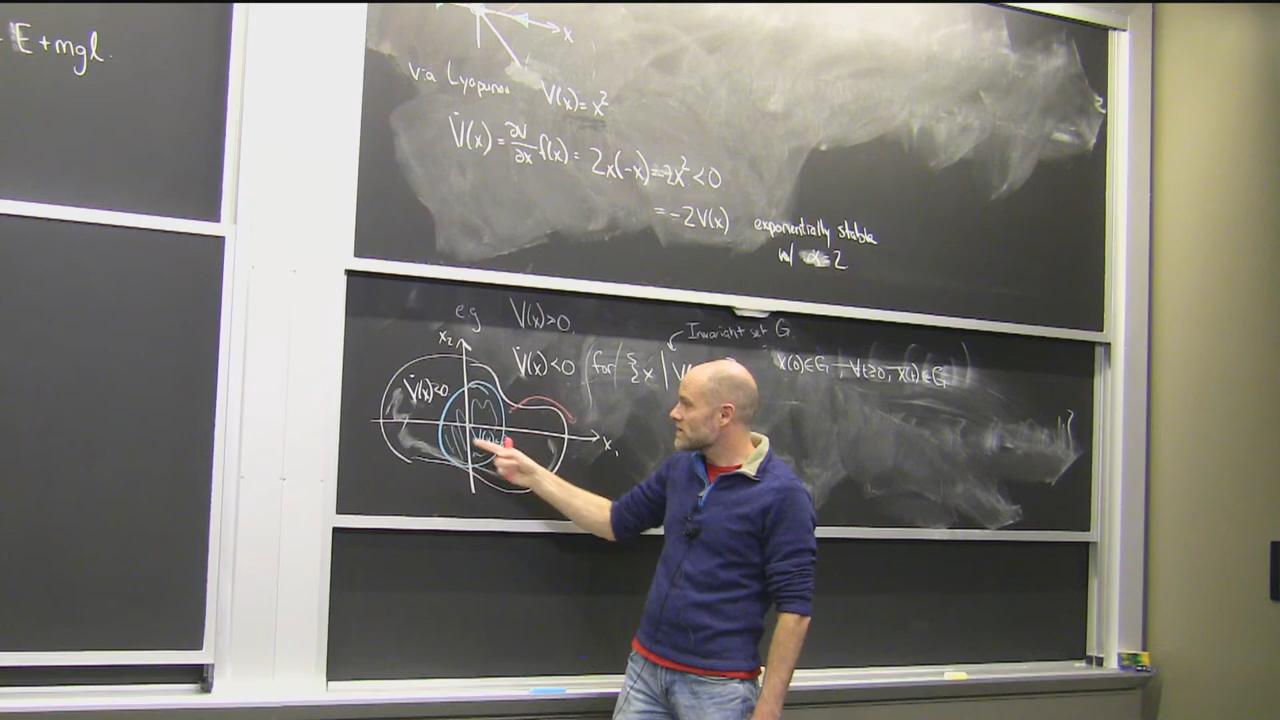 E + mgl.
x
via Lyapunov V(x) = x²
V̇(x) = ∂V/∂x f(x) = 2x(-x) = -2x² < 0
= -2V(x) exponentially stable
w/ α = 2
eg V(x) > 0.
Invariant set G
x₂
V̇(x) < 0 (for { x | V x(0) ∈ G, ∀t ≥ 0, x(t) ∈ G
V̇(x) < 0
x₁